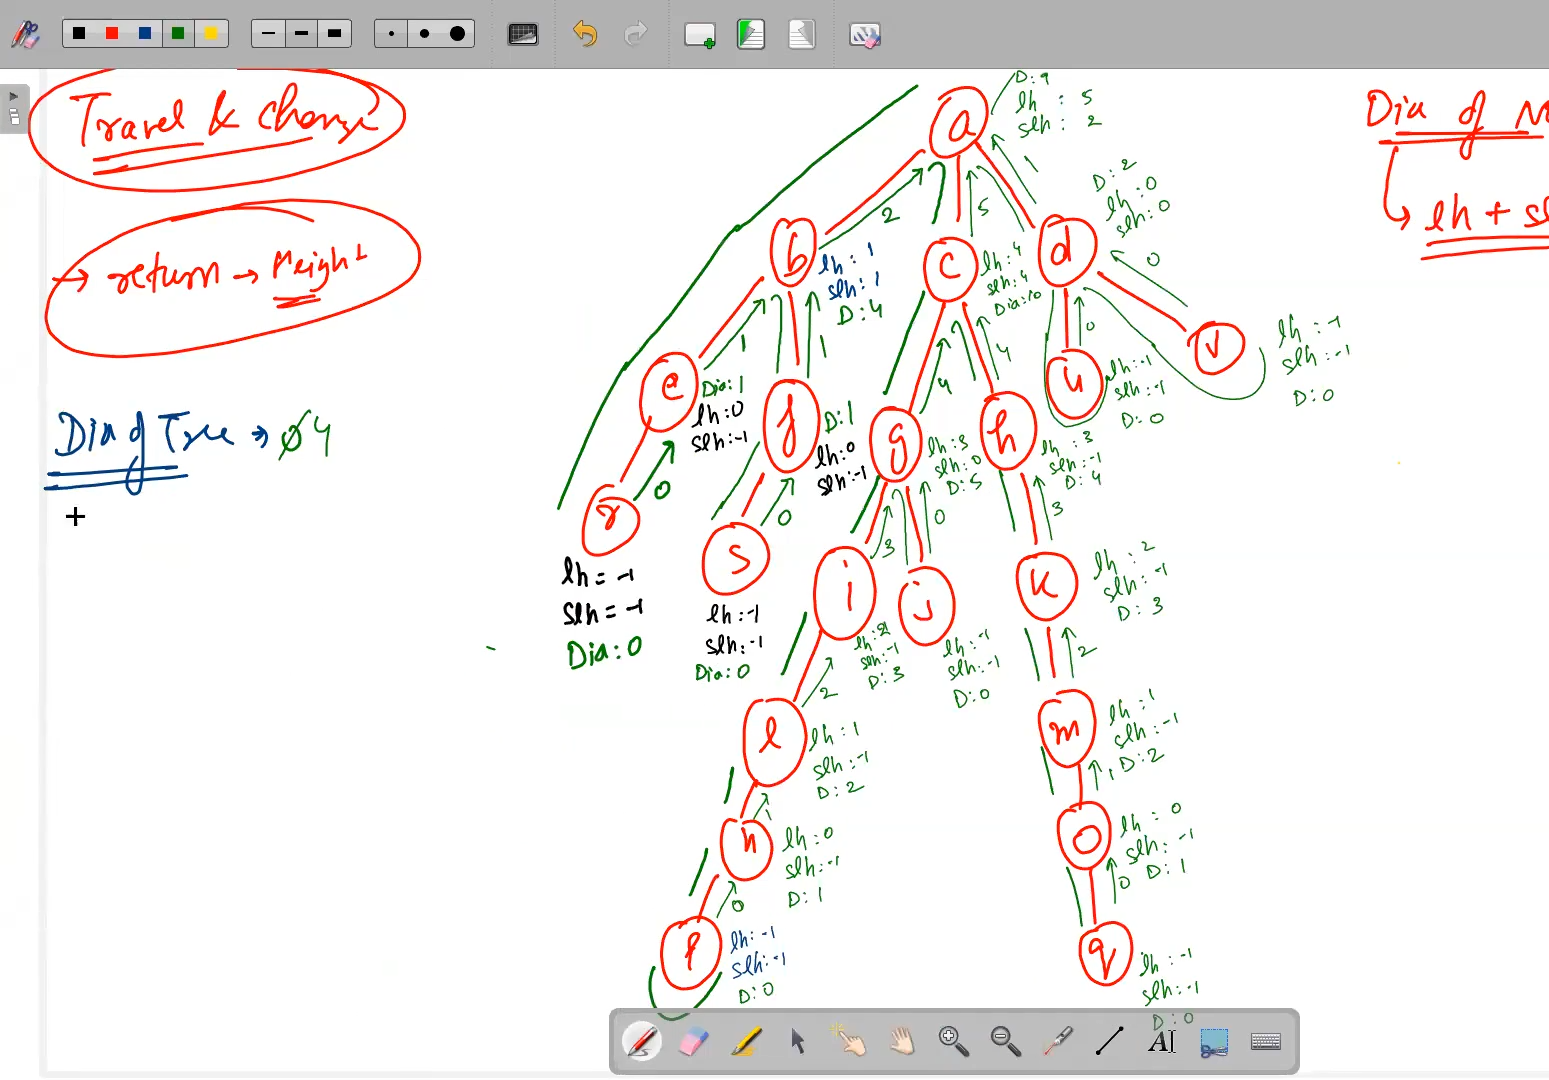 Travel & Change
→ return → Height
Dia of Tree → 0 4
D: 9
lh : 5
slh : 2
a
Dia of
↳ lh + sl
D: 2
lh : 0
slh : 0
2
5
1
b
lh : 1
slh : 1
D: 4
c
lh : 4
slh : 4
Dia: 10
d
0
1
1
4
4
0
v
lh : -1
slh : -1
D: 0
e
Dia: 1
lh : 0
slh : -1
f
D: 1
lh : 0
slh : -1
g
lh : 3
slh : 0
D: 5
h
lh : 3
slh : -1
D: 4
u
lh : -1
slh : -1
D: 0
0
0
3
0
3
r
lh = -1
slh = -1
Dia: 0
s
lh : -1
slh : -1
Dia: 0
i
lh : 2
slh : -1
D: 3
j
lh : -1
slh : -1
D: 0
k
lh : 2
slh : -1
D: 3
2
2
l
lh : 1
slh : -1
D: 2
m
lh : 1
slh : -1
D: 2
1
1
n
lh : 0
slh : -1
D: 1
o
lh : 0
slh : -1
D: 1
0
0
p
lh : -1
slh : -1
D: 0
q
lh : -1
slh : -1
D: 0
A